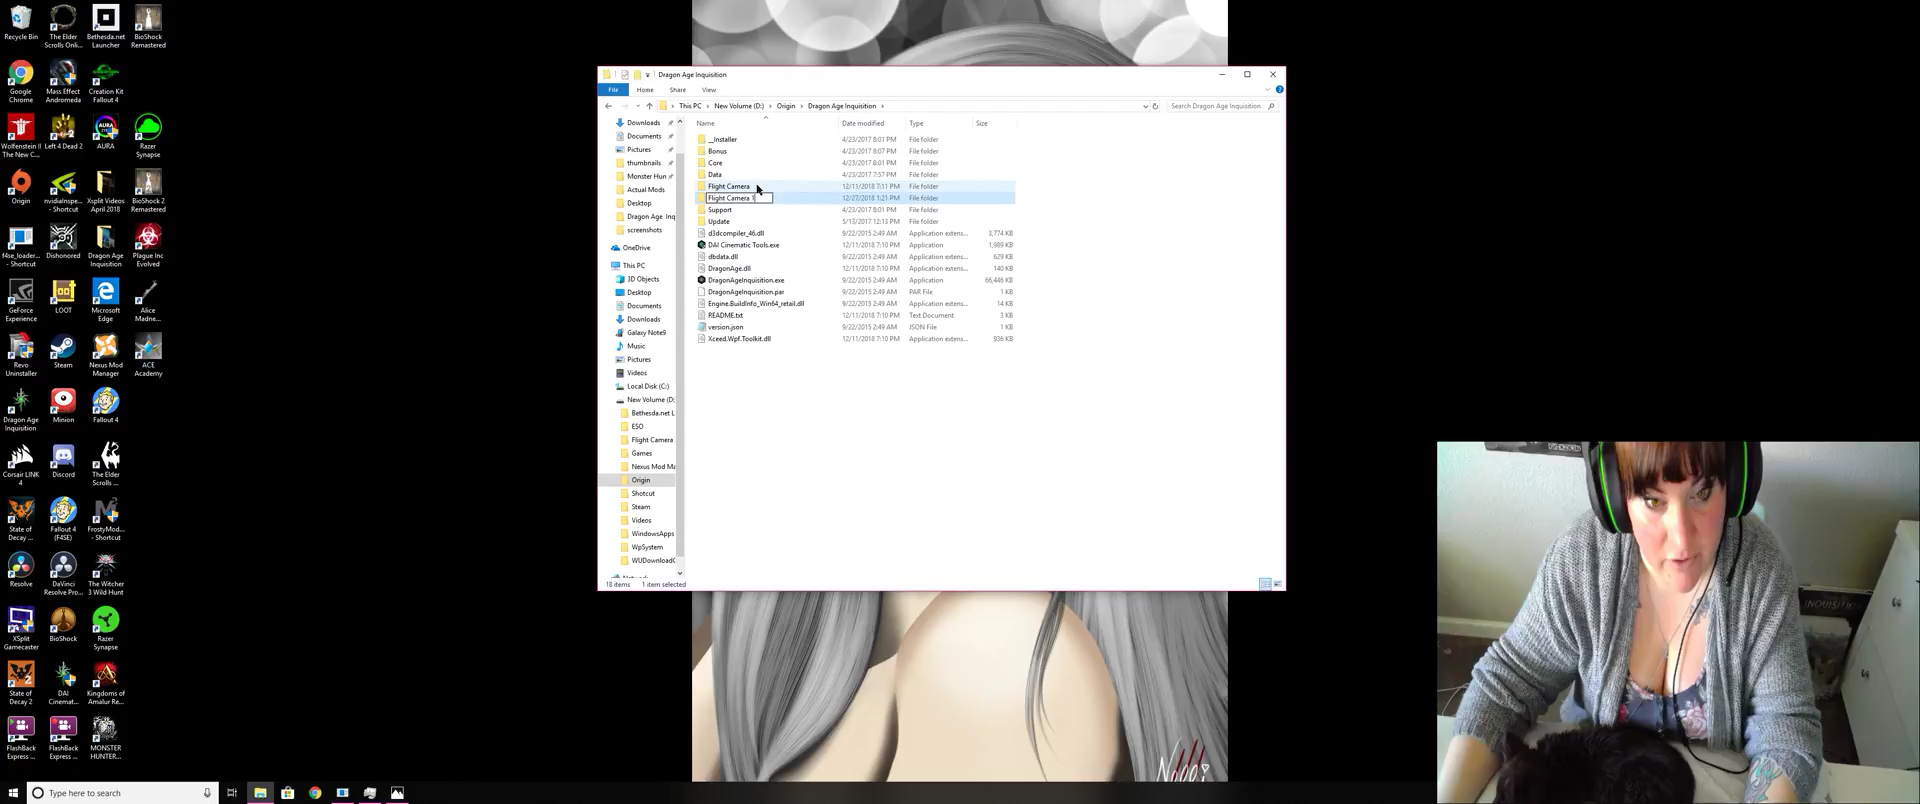 Recycle Bin
The Elder Scrolls Onli...
Bethesda.net Launcher
BioShock Remastered
Google Chrome
Mass Effect Andromeda
Creation Kit Fallout 4
Wolfenstein II The New C...
Left 4 Dead 2
AURA
Razer Synapse
Origin
nvidiaInspe... - Shortcut
Xsplit Videos April 2018
BioShock 2 Remastered
f4se_loader... - Shortcut
Dishonored
Dragon Age Inquisition
Plague Inc Evolved
GeForce Experience
LOOT
Microsoft Edge
Alice Madne...
Revo Uninstaller
Steam
Nexus Mod Manager
ACE Academy
Dragon Age Inquisition
Minion
Fallout 4
Corsair LINK 4
Discord
The Elder Scrolls ...
State of Decay ...
Fallout 4 (F4SE)
FrostyMod... - Shortcut
Resolve
DaVinci Resolve Pro...
The Witcher 3 Wild Hunt
XSplit Gamecaster
BioShock
Razer Synapse
State of Decay 2
DAI Cinemat...
Kingdoms of Amalur Re...
FlashBack Express ...
FlashBack Express ...
MONSTER HUNTER...
Dragon Age Inquisition
File Home Share View
This PC New Volume (D:) Origin Dragon Age Inquisition
Search Dragon Age Inquisition
Downloads
Documents
Pictures
thumbnails
Monster Hun
Actual Mods
Desktop
Dragon Age Inq
screenshots
OneDrive
This PC
3D Objects
Desktop
Documents
Downloads
Galaxy Note9
Music
Pictures
Videos
Local Disk (C:)
New Volume (D:
Bethesda.net L
ESO
Flight Camera
Games
Nexus Mod Ma
Origin
Shotcut
Steam
Videos
WindowsApps
WpSystem
WUDownloadC
Name Date modified Type Size
__Installer 4/23/2017 8:01 PM File folder
Bonus 4/23/2017 8:07 PM File folder
Core 4/23/2017 8:01 PM File folder
Data 4/23/2017 7:57 PM File folder
Flight Camera 12/11/2018 7:11 PM File folder
Flight Camera 1 12/27/2018 1:21 PM File folder
Support 4/23/2017 8:01 PM File folder
Update 5/13/2017 12:13 PM File folder
d3dcompiler_46.dll 9/22/2015 2:49 AM Application extens... 3,774 KB
DAI Cinematic Tools.exe 12/11/2018 7:10 PM Application 1,989 KB
dbdata.dll 9/22/2015 2:49 AM Application extens... 629 KB
DragonAge.dll 12/11/2018 7:10 PM Application extens... 140 KB
DragonAgeInquisition.exe 9/22/2015 2:49 AM Application 66,446 KB
DragonAgeInquisition.par 9/22/2015 2:49 AM PAR File 1 KB
Engine.BuildInfo_Win64_retail.dll 9/22/2015 2:49 AM Application extens... 14 KB
README.txt 12/11/2018 7:10 PM Text Document 3 KB
version.json 9/22/2015 2:49 AM JSON File 1 KB
Xceed.Wpf.Toolkit.dll 12/11/2018 7:10 PM Application extens... 936 KB
18 items 1 item selected
Type here to search